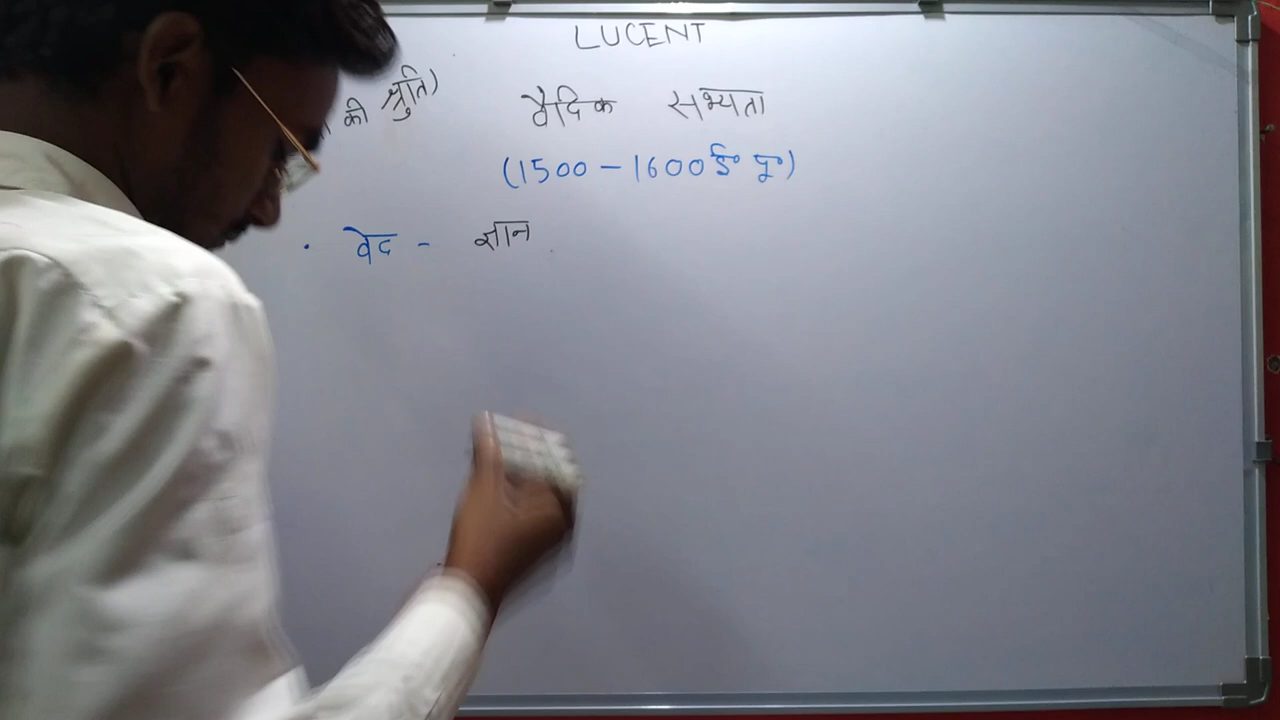 LUCENT
की श्रुति)
वैदिक सभ्यता
(1500 - 1600 ई० पू०)
• वेद - ज्ञान